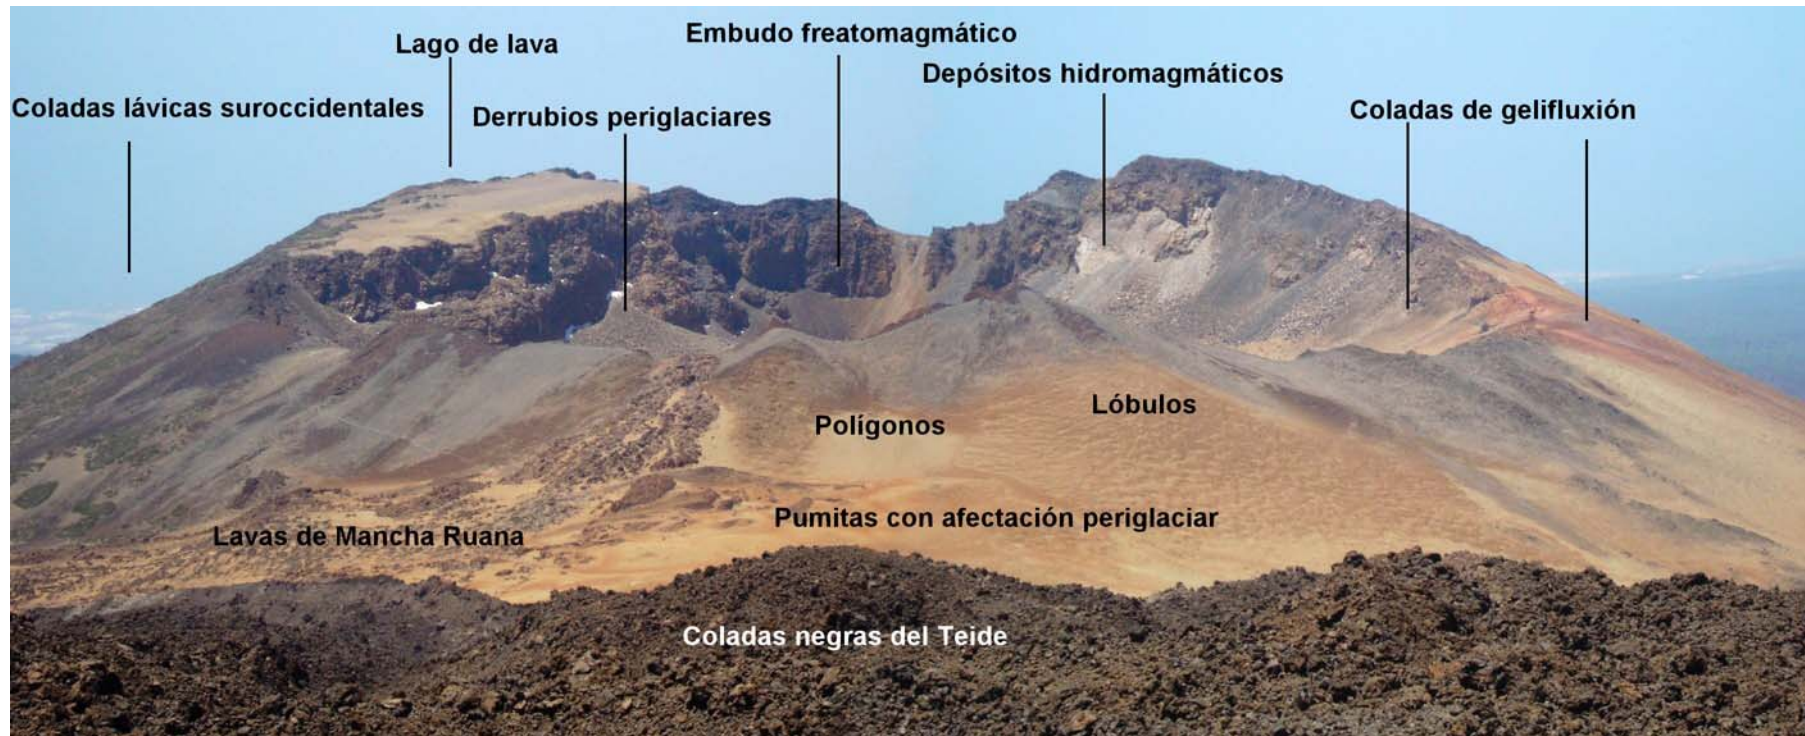 Embudo freatomagmático
Lago de lava
Depósitos hidromagmáticos
Coladas lávicas suroccidentales
Derrubios periglaciares
Coladas de gelifluxión
Lóbulos
Polígonos
Pumitas con afectación periglaciar
Lavas de Mancha Ruana
Coladas negras del Teide